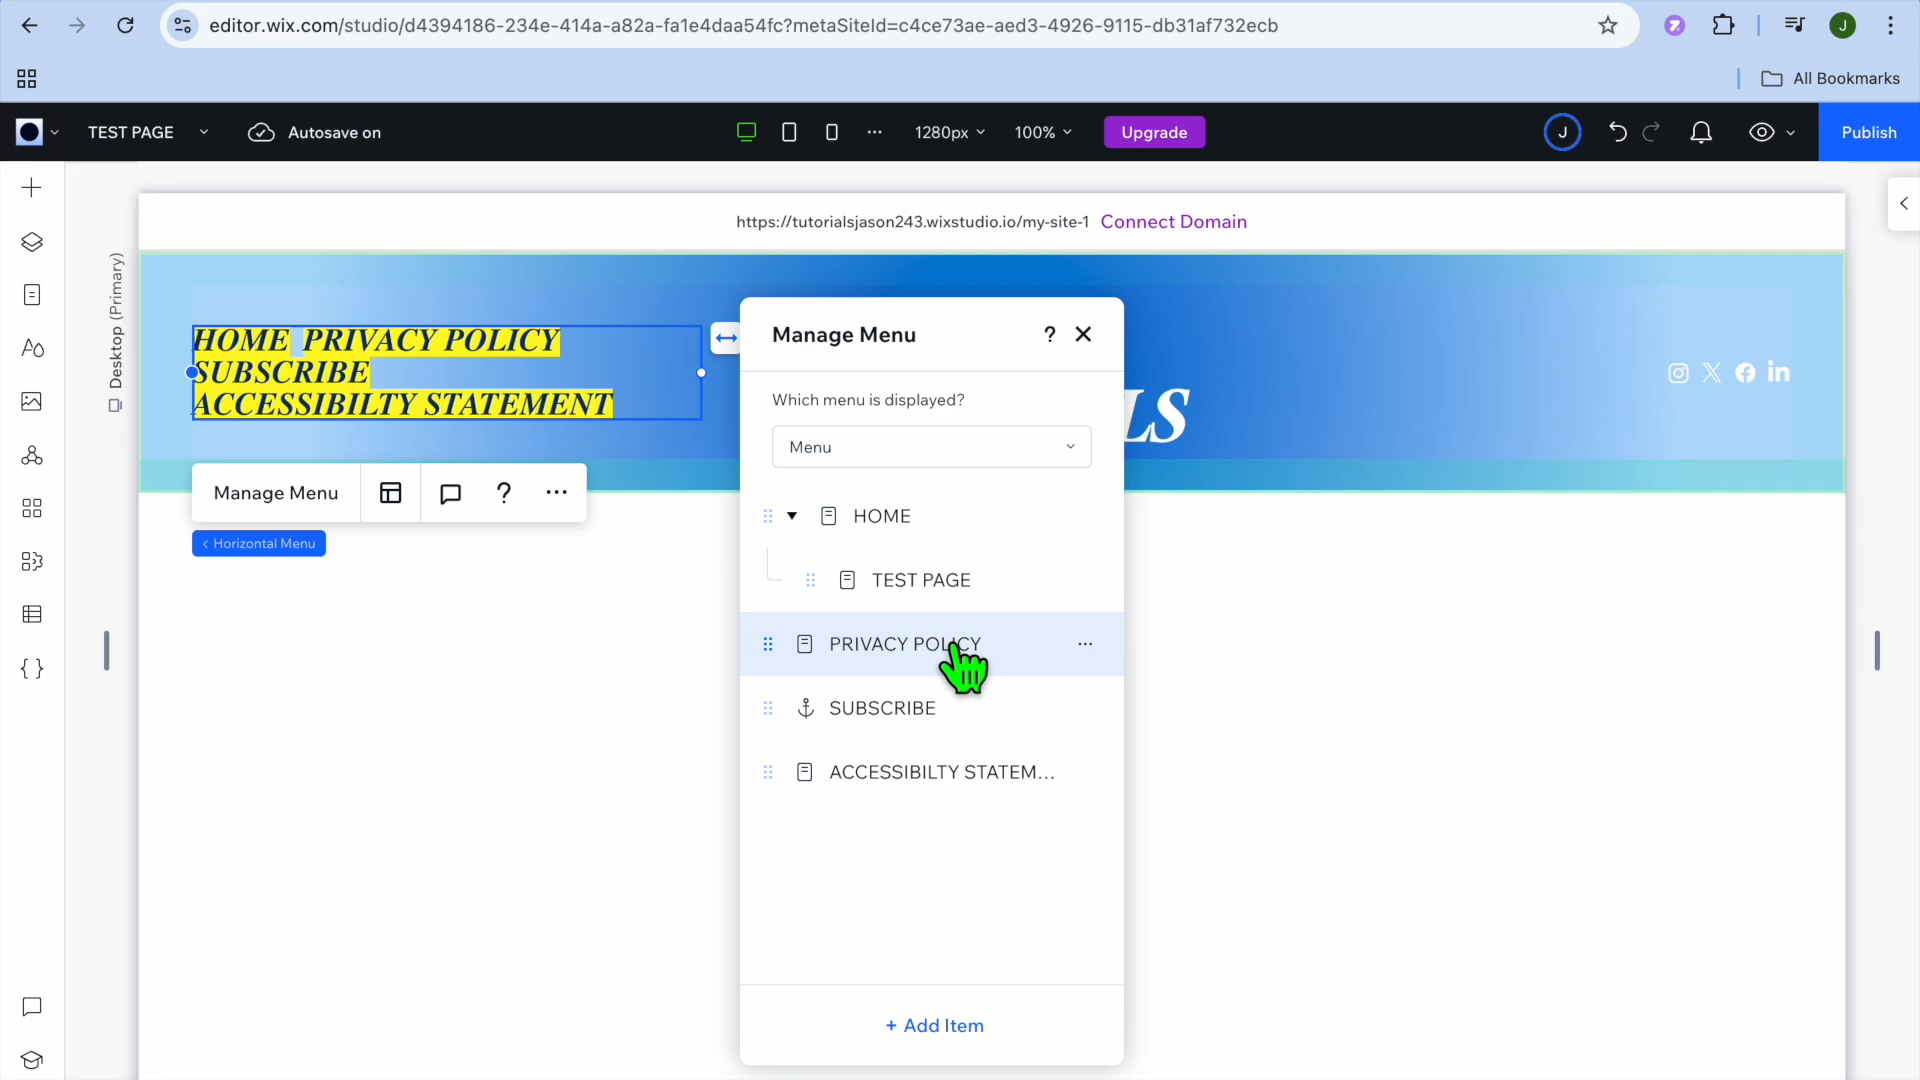 editor.wix.com/studio/d4394186-234e-414a-a82a-fa1e4daa54fc?metaSiteId=c4ce73ae-aed3-4926-9115-db31af732ecb
J
All Bookmarks
TEST PAGE
Autosave on
1280px
100%
Upgrade
J
Publish
https://tutorialsjason243.wixstudio.io/my-site-1 Connect Domain
Desktop (Primary)
HOME PRIVACY POLICY
SUBSCRIBE
ACCESSIBILTY STATEMENT
LS
Manage Menu
?
< Horizontal Menu
Manage Menu
?
Which menu is displayed?
Menu
HOME
TEST PAGE
PRIVACY POLICY
SUBSCRIBE
ACCESSIBILTY STATEM...
+ Add Item